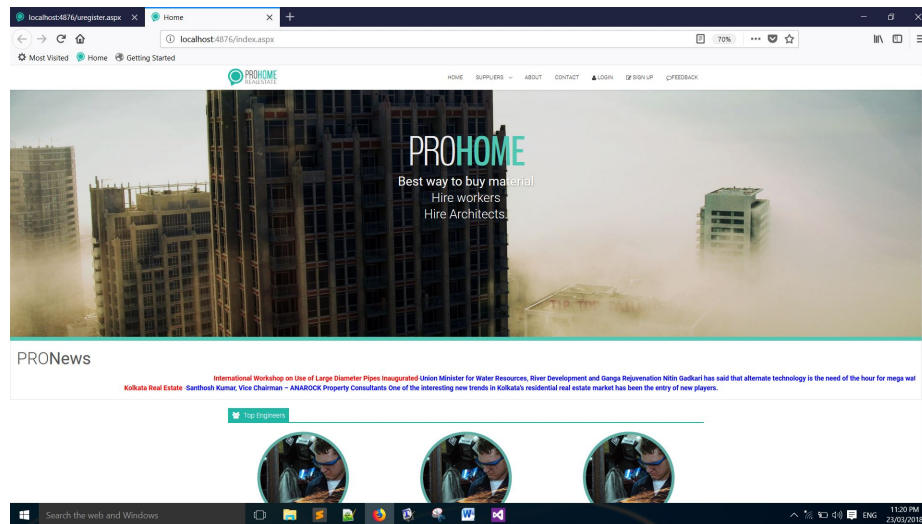 localhost:4876/uregister.aspx
Home
localhost:4876/index.aspx
70%
Most Visited Home Getting Started
PROHOME
REALESTATE
HOME SUPPLIERS ABOUT CONTACT LOGIN SIGN UP FEEDBACK
PROHOME
Best way to buy material
Hire workers
Hire Architects.
PRONews
International Workshop on Use of Large Diameter Pipes Inaugurated-Union Minister for Water Resources, River Development and Ganga Rejuvenation Nitin Gadkari has said that alternate technology is the need of the hour for mega wat
Kolkata Real Estate -Santhosh Kumar, Vice Chairman – ANAROCK Property Consultants One of the interesting new trends in Kolkata's residential real estate market has been the entry of new players.
Top Engineers
Search the web and Windows
ENG
11:20 PM
23/03/2018